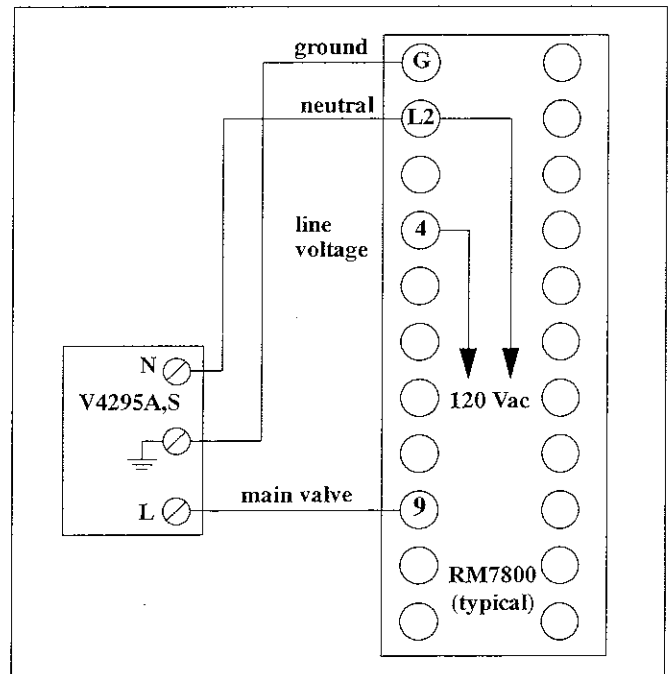 ground
G
neutral
L2
line
voltage
4
N
V4295A,S
120 Vac
L
main valve
9
RM7800
(typical)